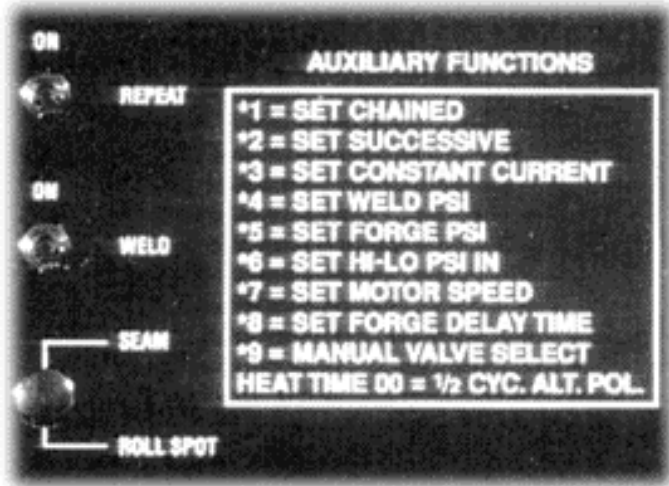 ON
REPEAT
ON
WELD
SEAM
ROLL SPOT
AUXILIARY FUNCTIONS
*1 = SET CHAINED
*2 = SET SUCCESSIVE
*3 = SET CONSTANT CURRENT
*4 = SET WELD PSI
*5 = SET FORGE PSI
*6 = SET HI-LO PSI IN
*7 = SET MOTOR SPEED
*8 = SET FORGE DELAY TIME
*9 = MANUAL VALVE SELECT
HEAT TIME 00 = 1/2 CYC. ALT. POL.